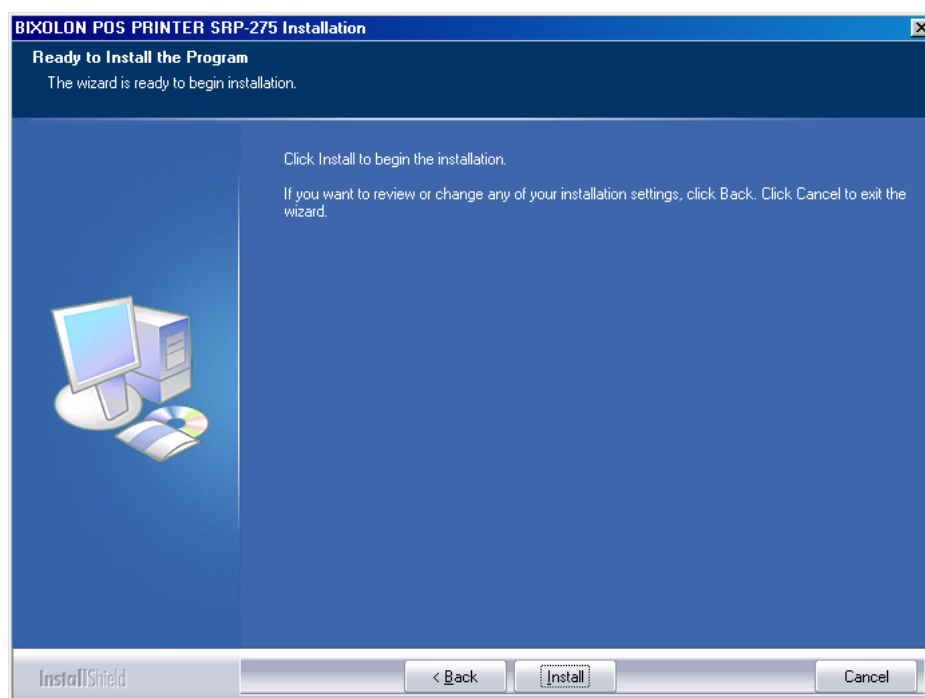 BIXOLON POS PRINTER SRP-275 Installation
Ready to Install the Program
The wizard is ready to begin installation.
Click Install to begin the installation.
If you want to review or change any of your installation settings, click Back. Click Cancel to exit the
wizard.
InstallShield
< Back
Install
Cancel